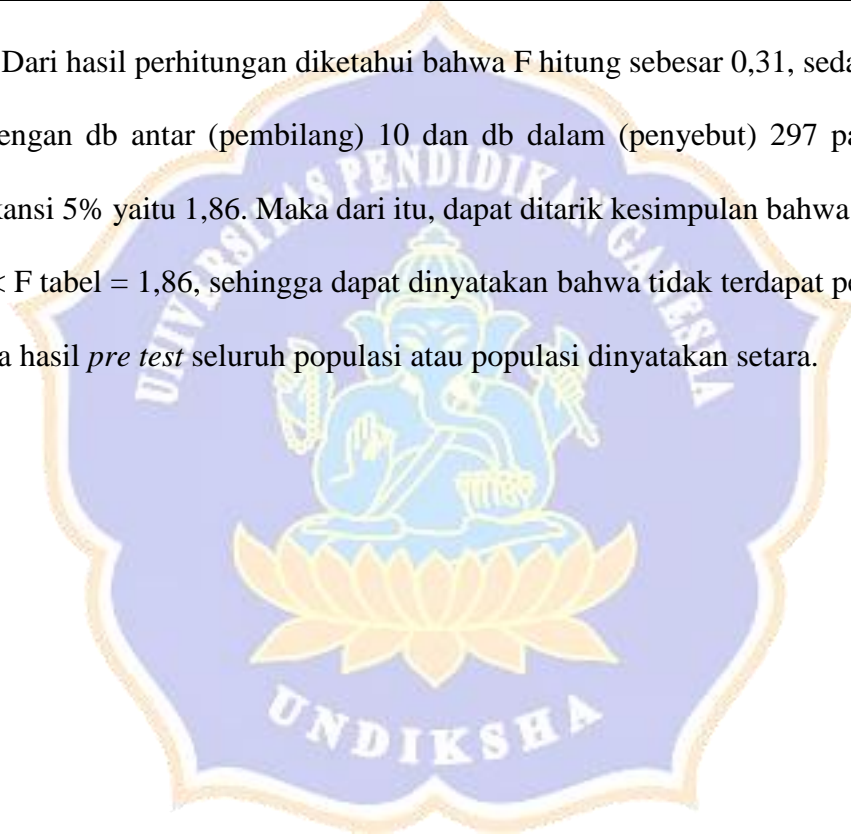 Dari hasil perhitungan diketahui bahwa F hitung sebesar 0,31, seda
engan db antar (pembilang) 10 dan db dalam (penyebut) 297 pa
ansi 5% yaitu 1,86. Maka dari itu, dapat ditarik kesimpulan bahwa
< F tabel = 1,86, sehingga dapat dinyatakan bahwa tidak terdapat pe
a hasil pre test seluruh populasi atau populasi dinyatakan setara.
UNIVERSITAS PENDIDIKAN GANESHA
UNDIKSHA